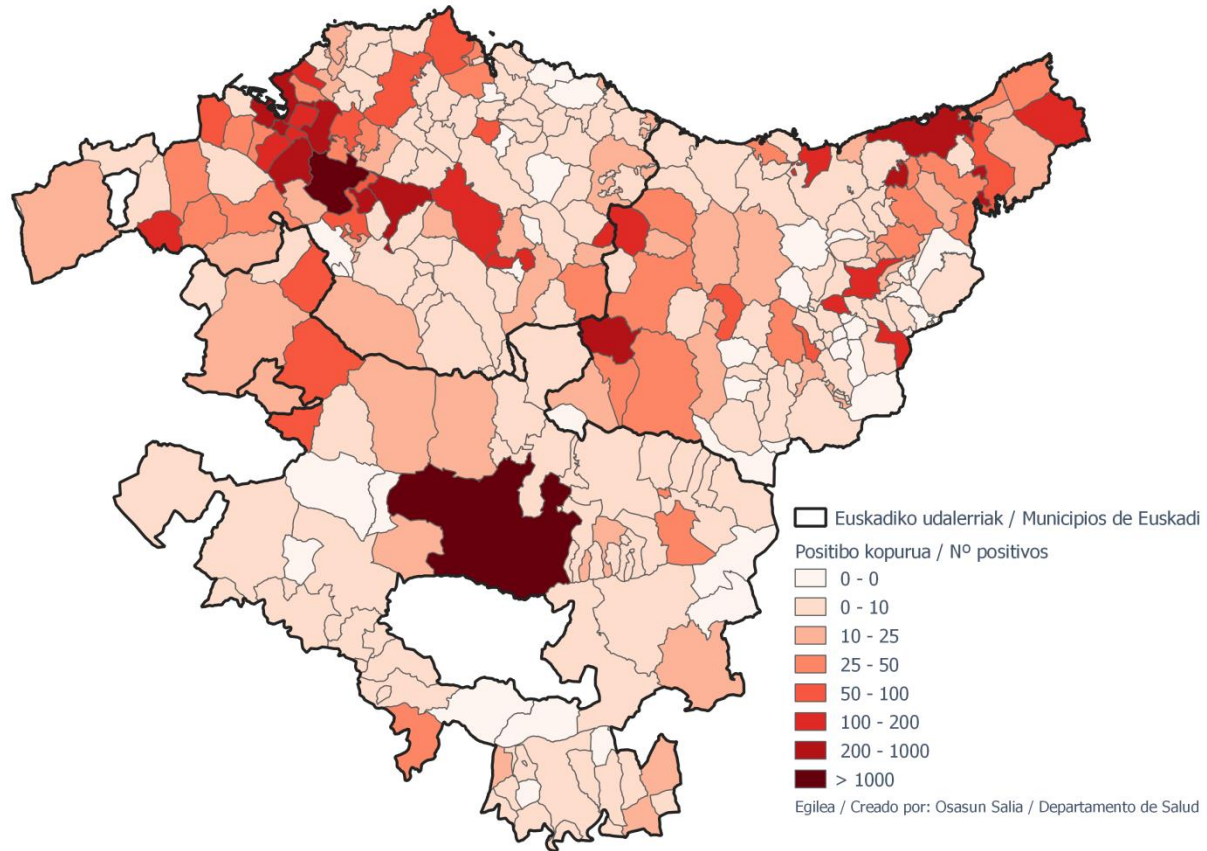 Euskadiko udalerriak / Municipios de Euskadi
Positibo kopurua / Nº positivos
0 - 0
0 - 10
10 - 25
25 - 50
50 - 100
100 - 200
200 - 1000
> 1000
Egilea / Creado por: Osasun Salia / Departamento de Salud